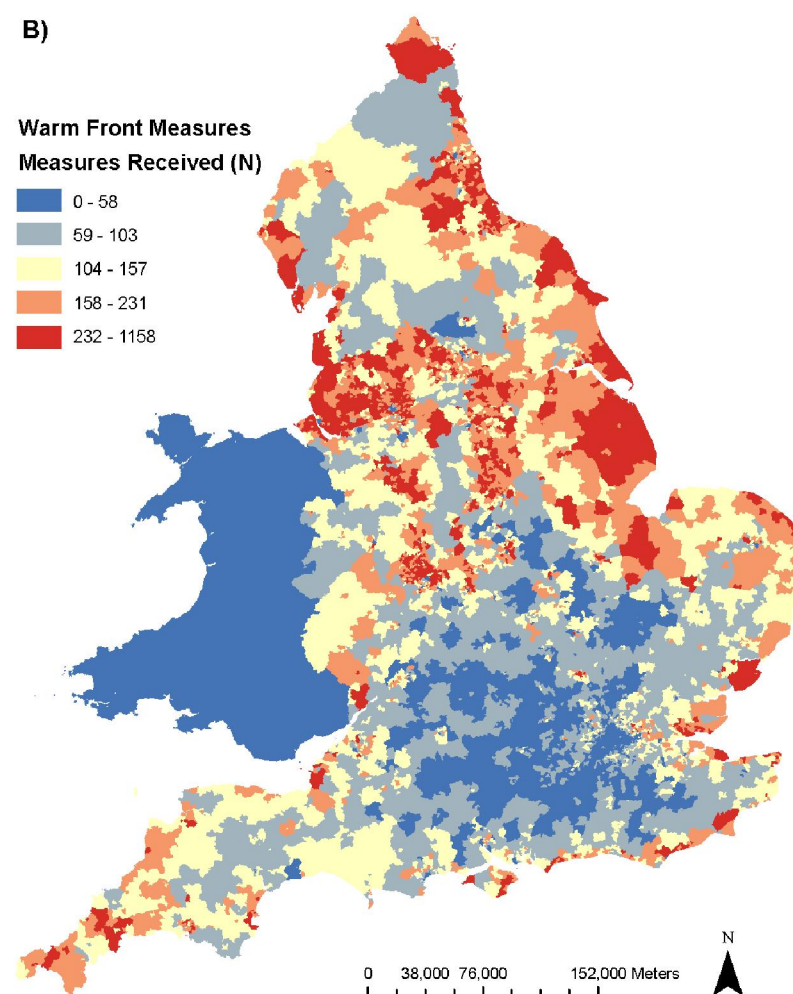 B)
Warm Front Measures
Measures Received (N)
0 - 58
59 - 103
104 - 157
158 - 231
232 - 1158
N
0 38,000 76,000 152,000 Meters